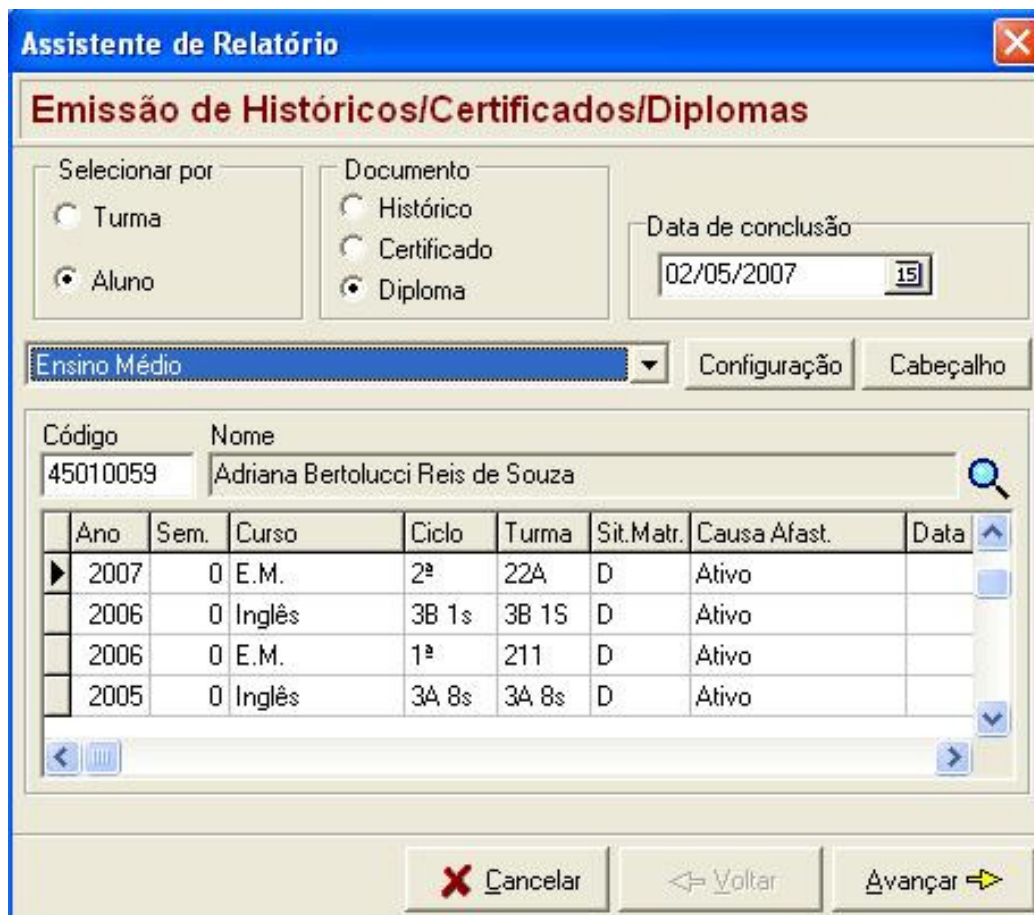 Assistente de Relatório
Emissão de Históricos/Certificados/Diplomas
Selecionar por
Turma
Aluno
Documento
Histórico
Certificado
Diploma
Data de conclusão
02/05/2007 15
Ensino Médio
Configuração Cabeçalho
Código Nome
45010059 Adriana Bertolucci Reis de Souza
Ano Sem. Curso Ciclo Turma Sit.Matr. Causa Afast. Data
2007 0 E.M. 2ª 22A D Ativo
2006 0 Inglês 3B 1s 3B 1S D Ativo
2006 0 E.M. 1ª 211 D Ativo
2005 0 Inglês 3A 8s 3A 8s D Ativo
Cancelar Voltar Avançar